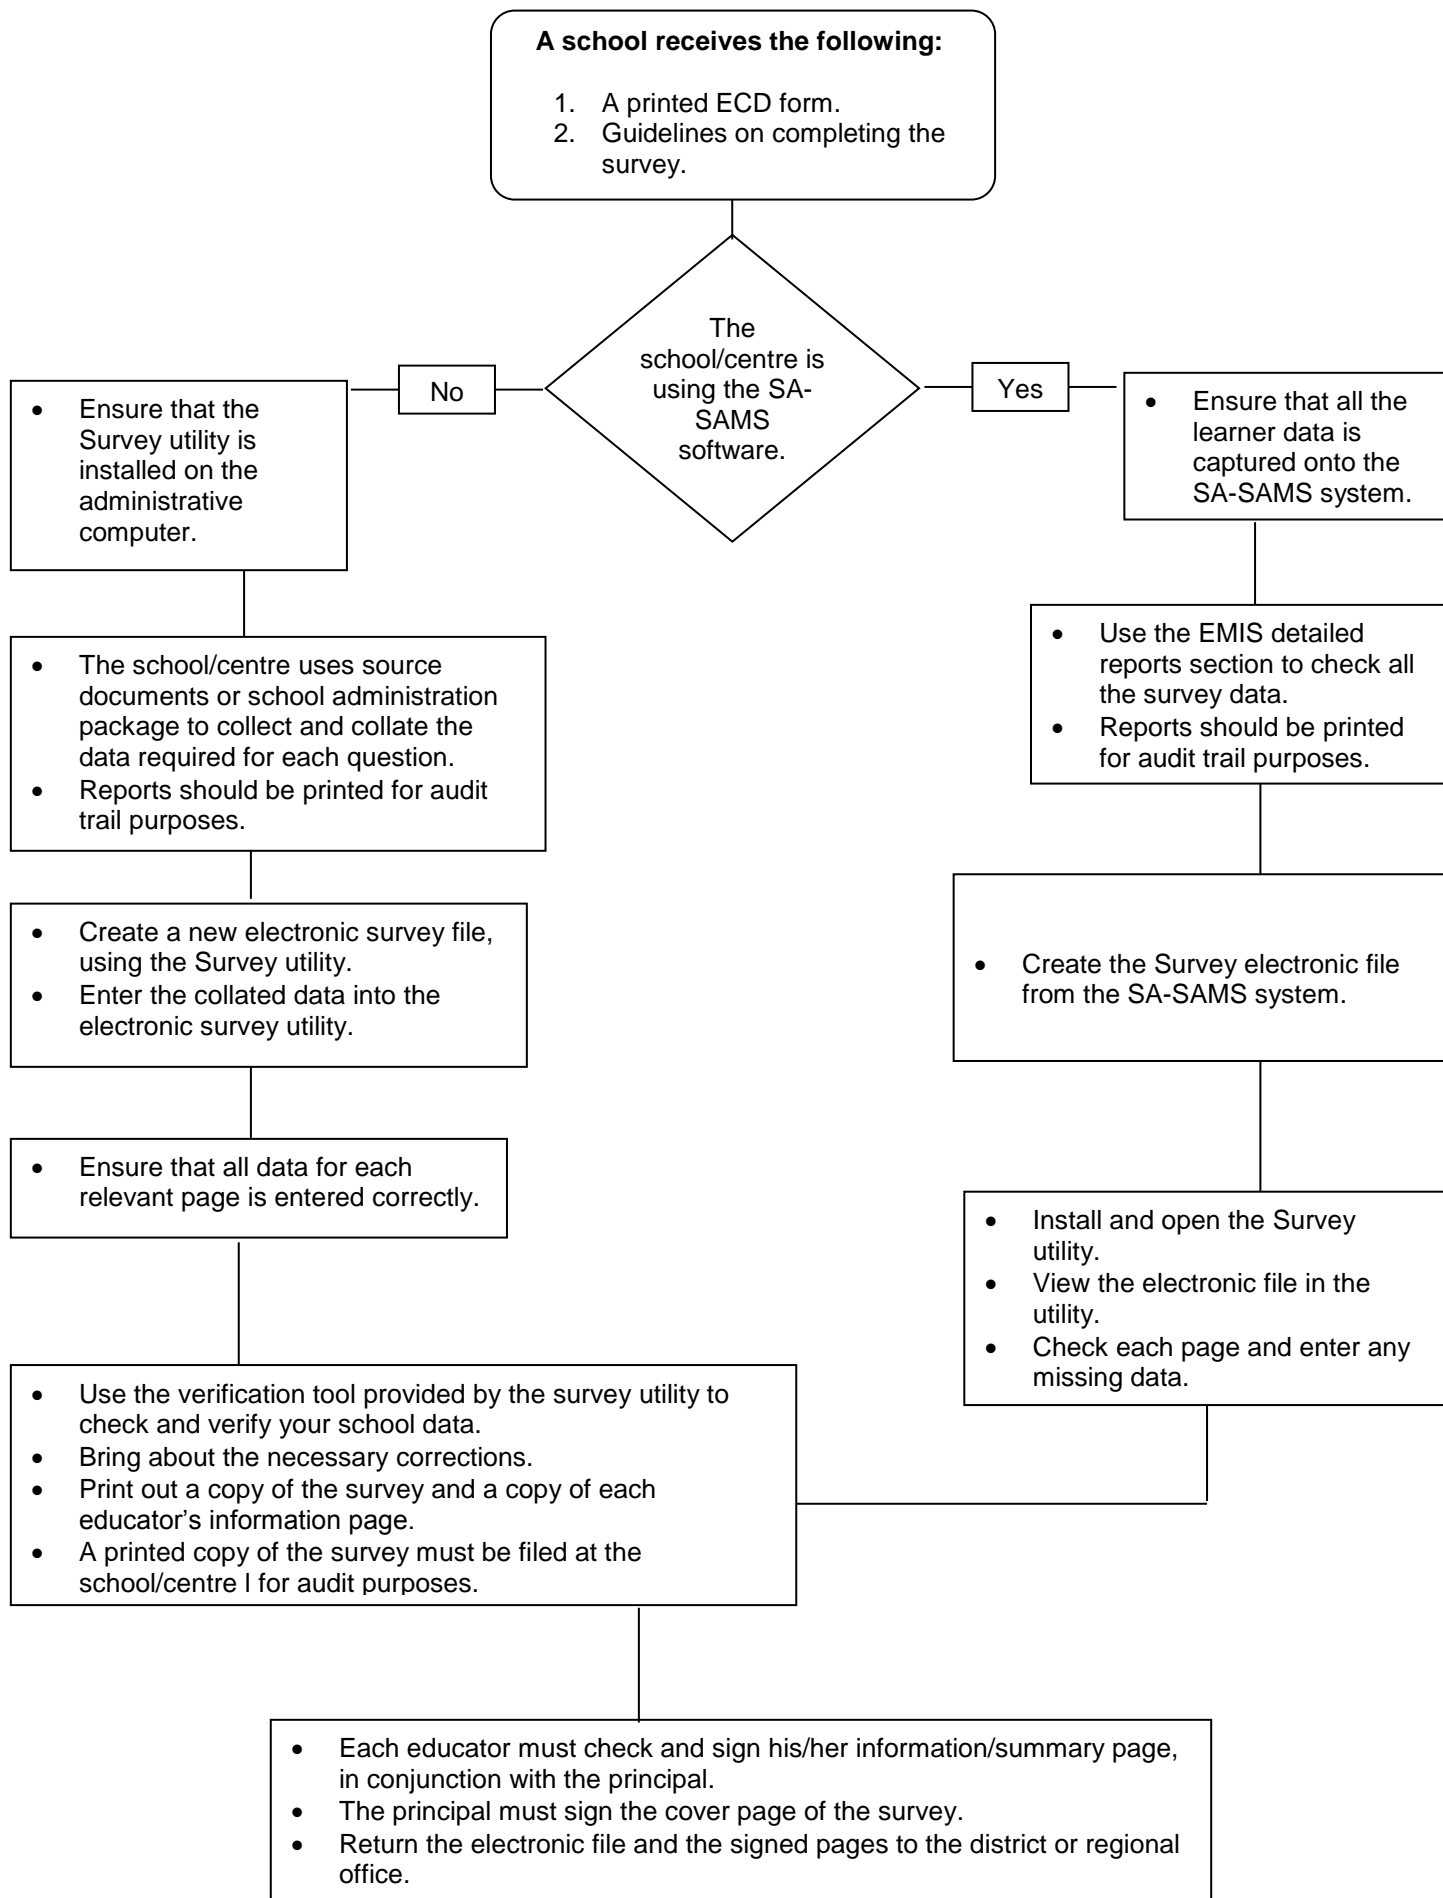 A school receives the following:
1. A printed ECD form.
2. Guidelines on completing the
survey.
The
school/centre is
using the SA-
SAMS
software.
No
Yes
• Ensure that the
Survey utility is
installed on the
administrative
computer.
• Ensure that all the
learner data is
captured onto the
SA-SAMS system.
• The school/centre uses source
documents or school administration
package to collect and collate the
data required for each question.
• Reports should be printed for audit
trail purposes.
• Use the EMIS detailed
reports section to check all
the survey data.
• Reports should be printed
for audit trail purposes.
• Create a new electronic survey file,
using the Survey utility.
• Enter the collated data into the
electronic survey utility.
• Create the Survey electronic file
from the SA-SAMS system.
• Ensure that all data for each
relevant page is entered correctly.
• Install and open the Survey
utility.
• View the electronic file in the
utility.
• Check each page and enter any
missing data.
• Use the verification tool provided by the survey utility to
check and verify your school data.
• Bring about the necessary corrections.
• Print out a copy of the survey and a copy of each
educator’s information page.
• A printed copy of the survey must be filed at the
school/centre l for audit purposes.
• Each educator must check and sign his/her information/summary page,
in conjunction with the principal.
• The principal must sign the cover page of the survey.
• Return the electronic file and the signed pages to the district or regional
office.